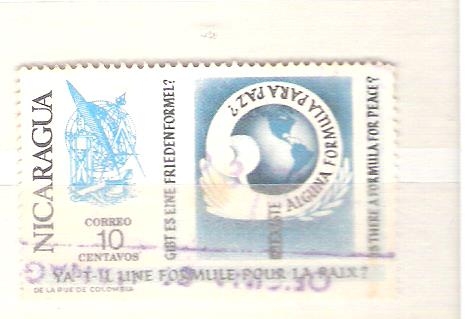 NICARAGUA
CORREO
10
CENTAVOS
GIBT ES EINE FRIEDENFORMEL?
¿EXISTE ALGUNA FORMULA PARA PAZ?
IS THERE A FORMULA FOR PEACE?
YA T IL UNE FORMULE POUR LA PAIX?
DE LA RUE DE COLOMBIA